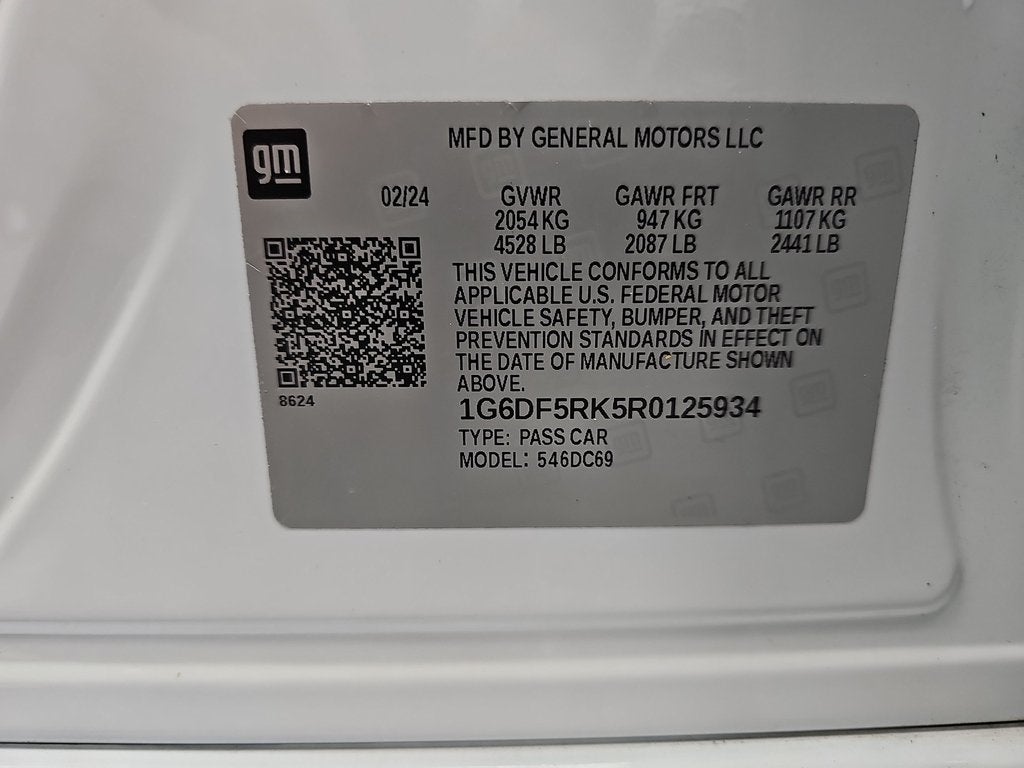 gm
MFD BY GENERAL MOTORS LLC
02/24 GVWR GAWR FRT GAWR RR
2054 KG 947 KG 1107 KG
4528 LB 2087 LB 2441 LB
THIS VEHICLE CONFORMS TO ALL
APPLICABLE U.S. FEDERAL MOTOR
VEHICLE SAFETY, BUMPER, AND THEFT
PREVENTION STANDARDS IN EFFECT ON
THE DATE OF MANUFACTURE SHOWN
ABOVE.
8624
1G6DF5RK5R0125934
TYPE: PASS CAR
MODEL: 546DC69